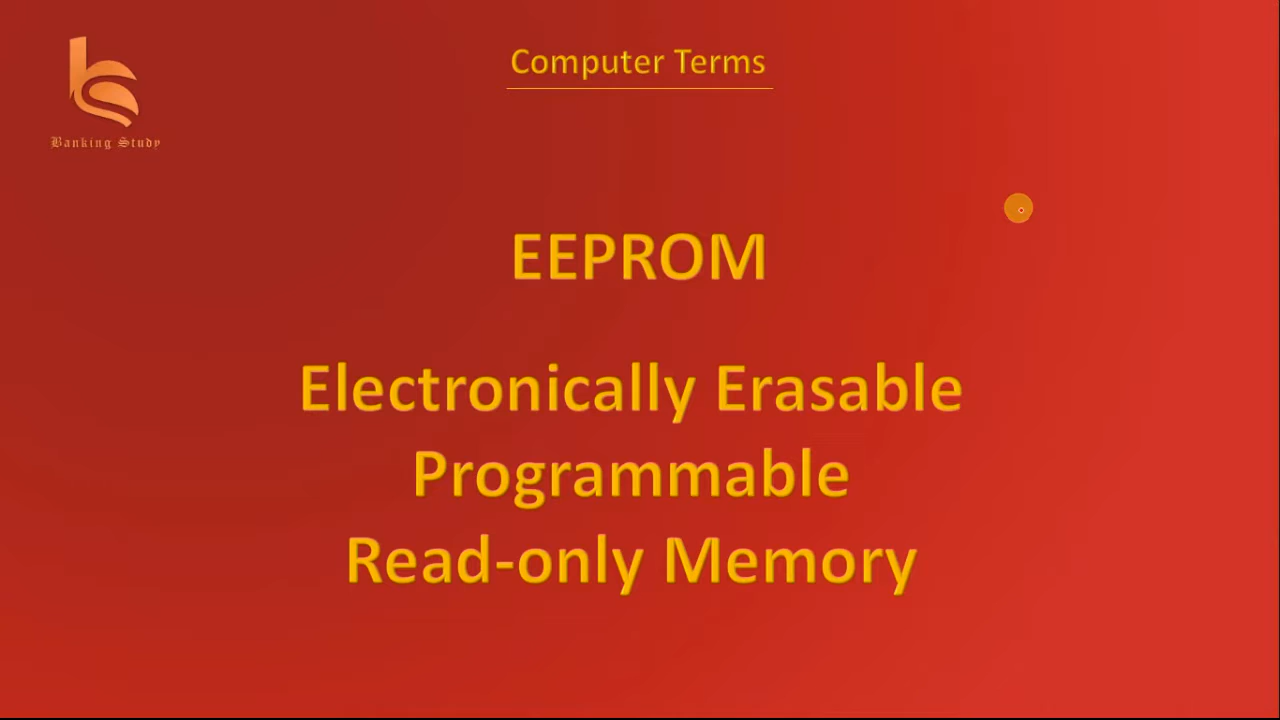 Computer Terms
Banking Study
EEPROM
Electronically Erasable
Programmable
Read-only Memory